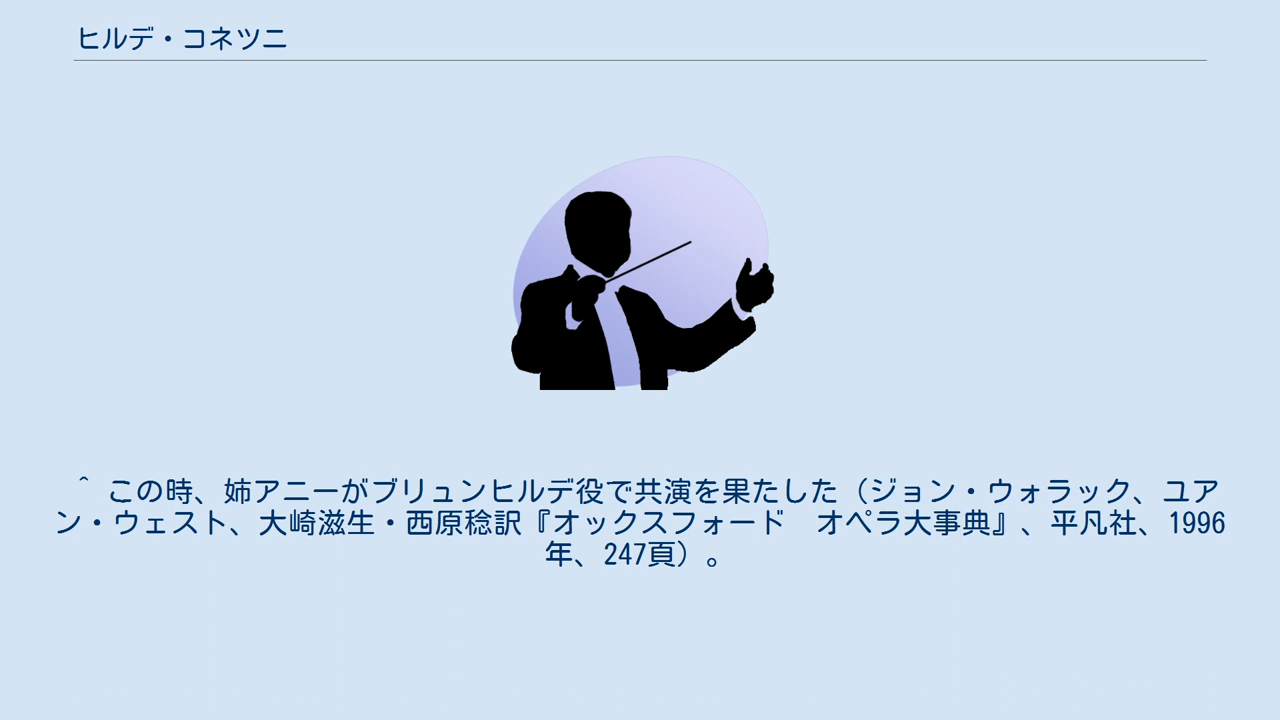 ヒルデ・コネツニ
^ この時、姉アニーがブリュンヒルデ役で共演を果たした（ジョン・ウォラック、ユア
ン・ウェスト、大崎滋生・西原稔訳『オックスフォード　オペラ大事典』、平凡社、1996
年、247頁）。